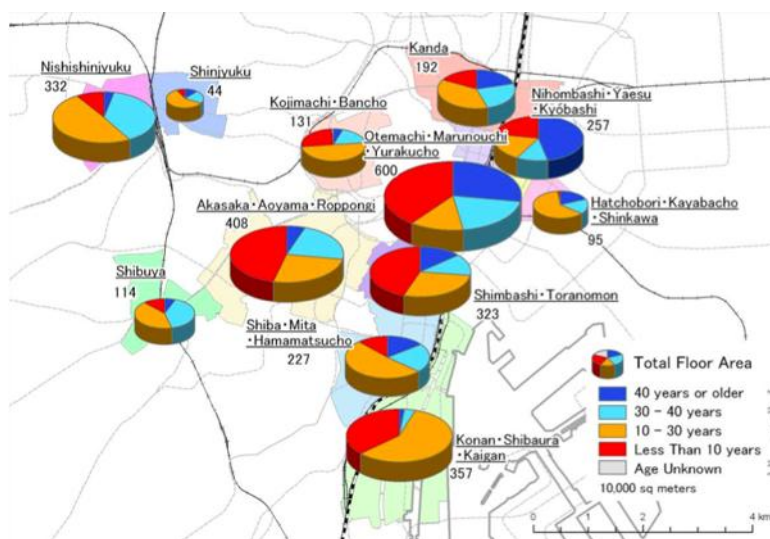 Nishishinjyuku
332
Shinjyuku
44
Kojimachi・Bancho
131
Kanda
192
Nihombashi・Yaesu
・Kyobashi
257
Otemachi・Marunouchi
・Yurakucho
600
Akasaka・Aoyama・Roppongi
408
Hatchobori・Kayabacho
・Shinkawa
95
Shibuya
114
Shimbashi・Toranomon
323
Shiba・Mita
・Hamamatsucho
227
Konan・Shibaura
・Kaigan
357
Total Floor Area
40 years or older
30 - 40 years
10 - 30 years
Less Than 10 years
Age Unknown
10,000 sq meters
0 1 2 4 km